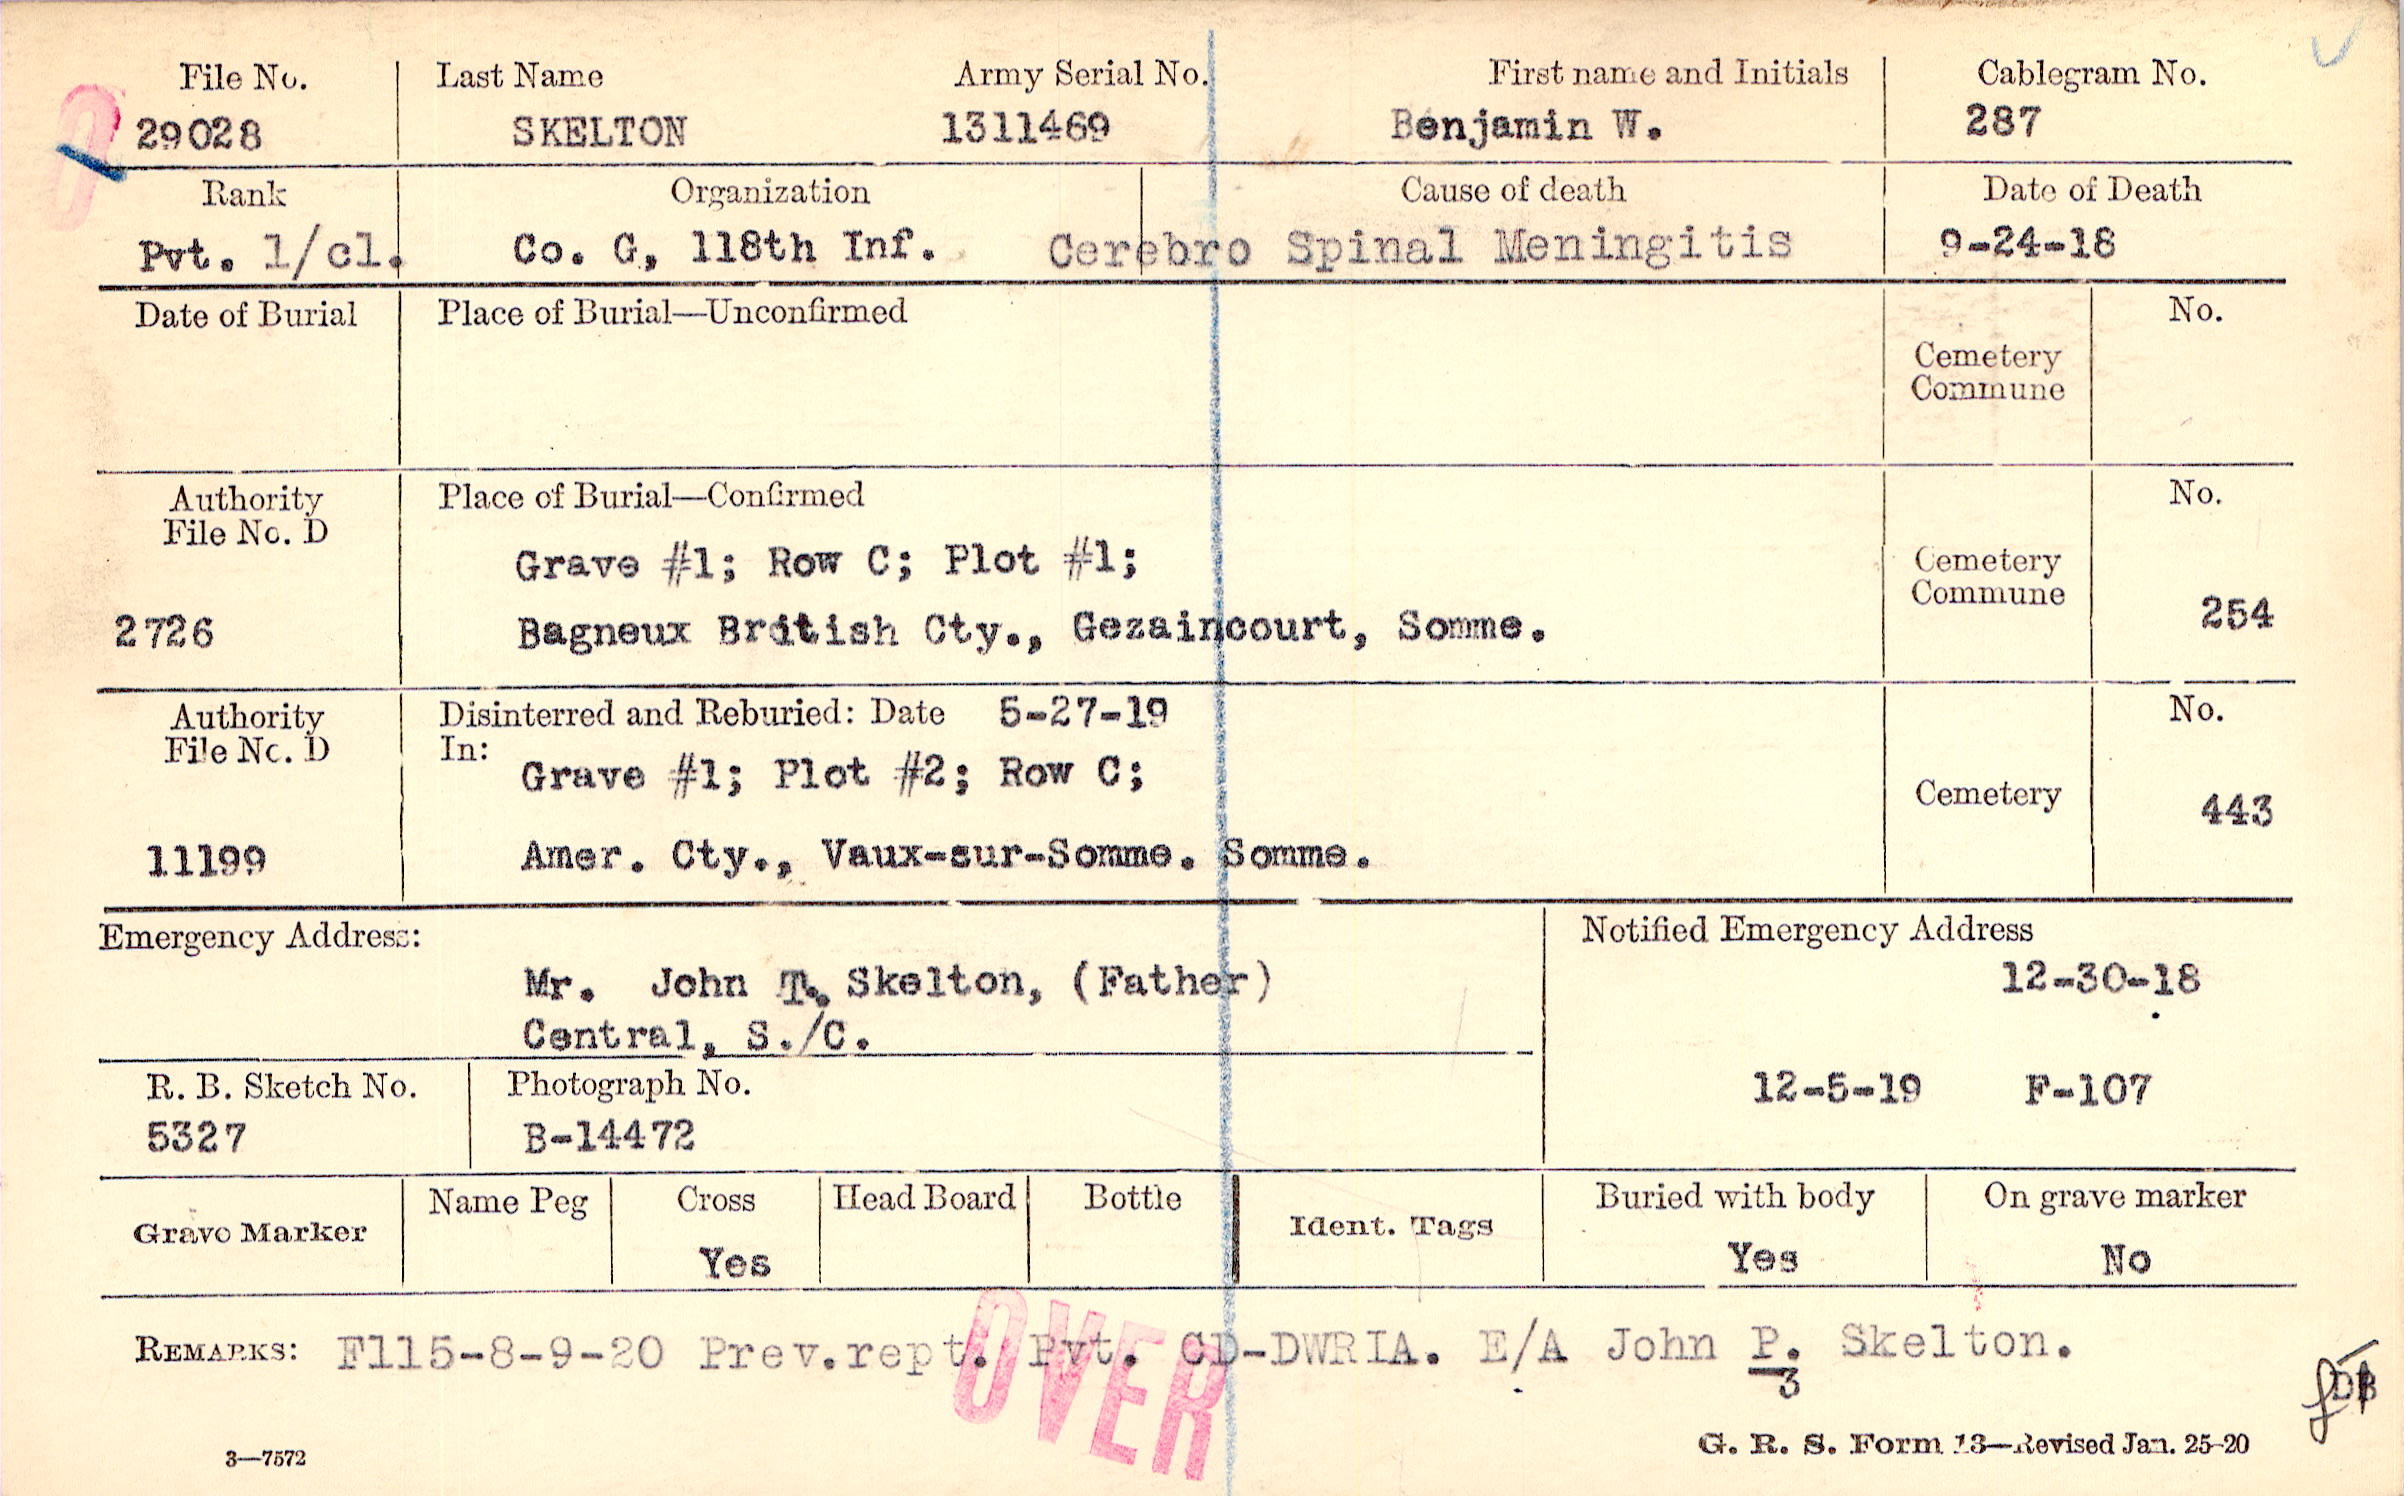 File No. Last Name Army Serial No. First name and Initials Cablegram No.
29028 SKELTON 1311469 Benjamin W. 287
Rank Organization Cause of death Date of Death
Pvt. 1/cl. Co. G, 118th Inf. Cerebro Spinal Meningitis 9-24-18
Date of Burial Place of Burial—Unconfirmed No.
Cemetery
Commune
Authority Place of Burial—Confirmed No.
File No. D
Grave #1; Row C; Plot #1; Cemetery
Commune
2726 Bagneux British Cty., Gezaincourt, Somme. 254
Authority Disinterred and Reburied: Date 5-27-19 No.
File No. D In:
Grave #1; Plot #2; Row C; Cemetery 443
11199 Amer. Cty., Vaux-sur-Somme. Somme.
Emergency Address: Notified Emergency Address
Mr. John T. Skelton, (Father) 12-30-18
Central, S./C.
R. B. Sketch No. Photograph No. 12-5-19 F-107
5327 B-14472
Grave Marker Name Peg Cross Head Board Bottle Ident. Tags Buried with body On grave marker
Yes Yes No
REMARKS: F115-8-9-20 Prev.rept. Pvt. CD-DWRIA. E/A John P. Skelton.
3
OVER
3—7572 G. R. S. Form 13—Revised Jan. 25-20